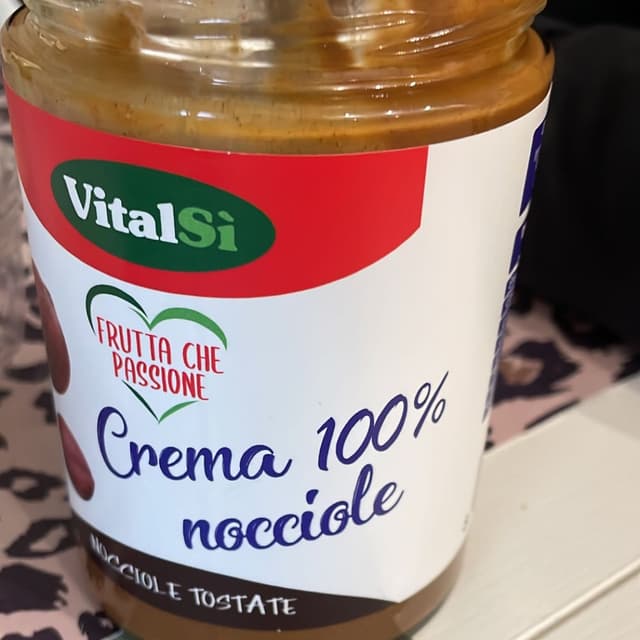 VitalSì
FRUTTA CHE
PASSIONE
Crema 100%
nocciole
NOCCIOLE TOSTATE